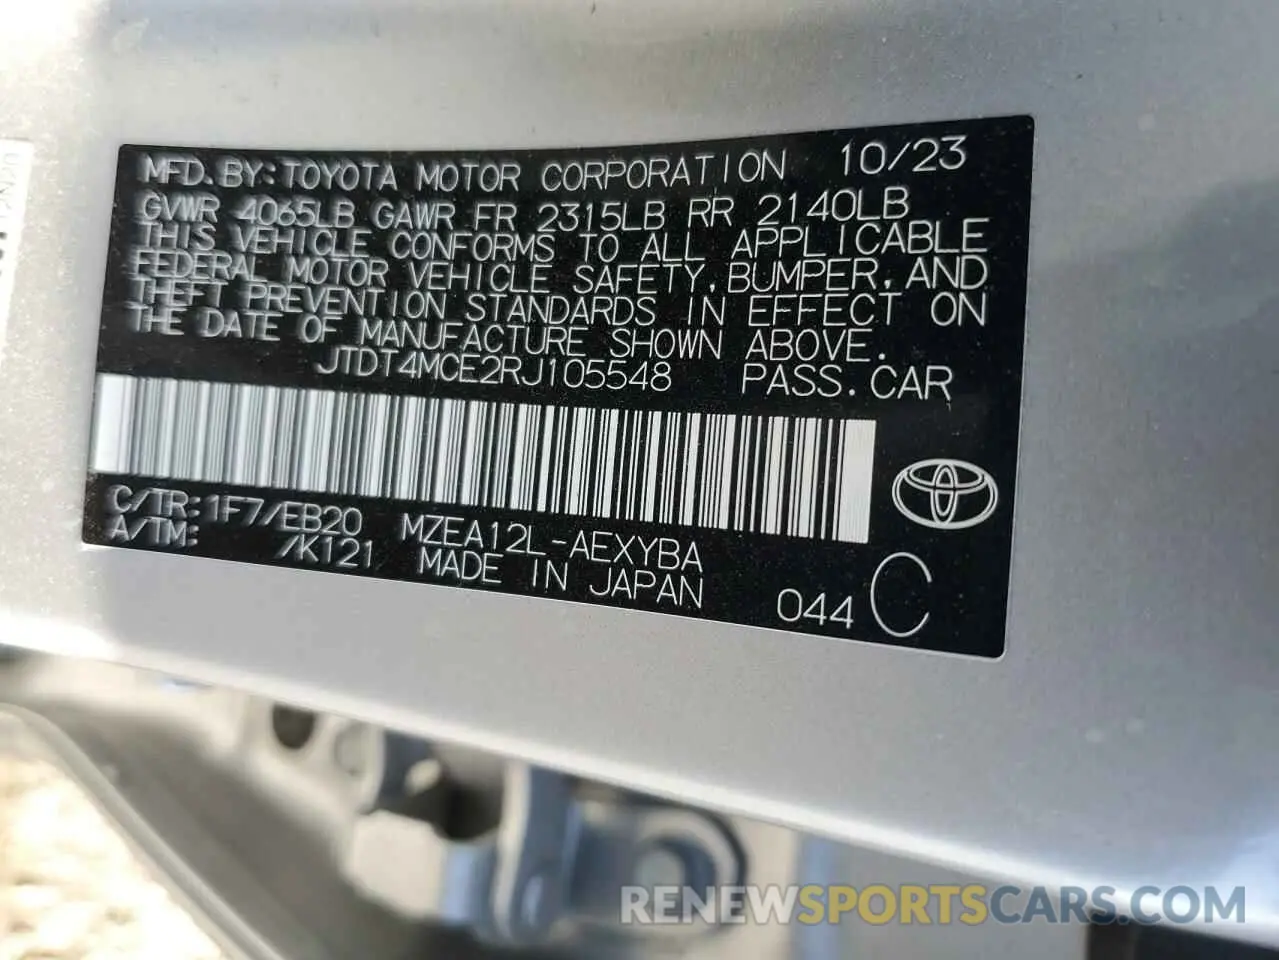 MFD. BY: TOYOTA MOTOR CORPORATION 10/23
GVWR 4065LB GAWR FR 2315LB RR 2140LB
THIS VEHICLE CONFORMS TO ALL APPLICABLE
FEDERAL MOTOR VEHICLE SAFETY, BUMPER, AND
THEFT PREVENTION STANDARDS IN EFFECT ON
THE DATE OF MANUFACTURE SHOWN ABOVE.
JTDT4MCE2RJ105548 PASS. CAR
C/TR: 1F7/EB20 MZEA12L-AEXYBA
A/TM: /K121 MADE IN JAPAN
044 C
RENEWSPORTSCARS.COM